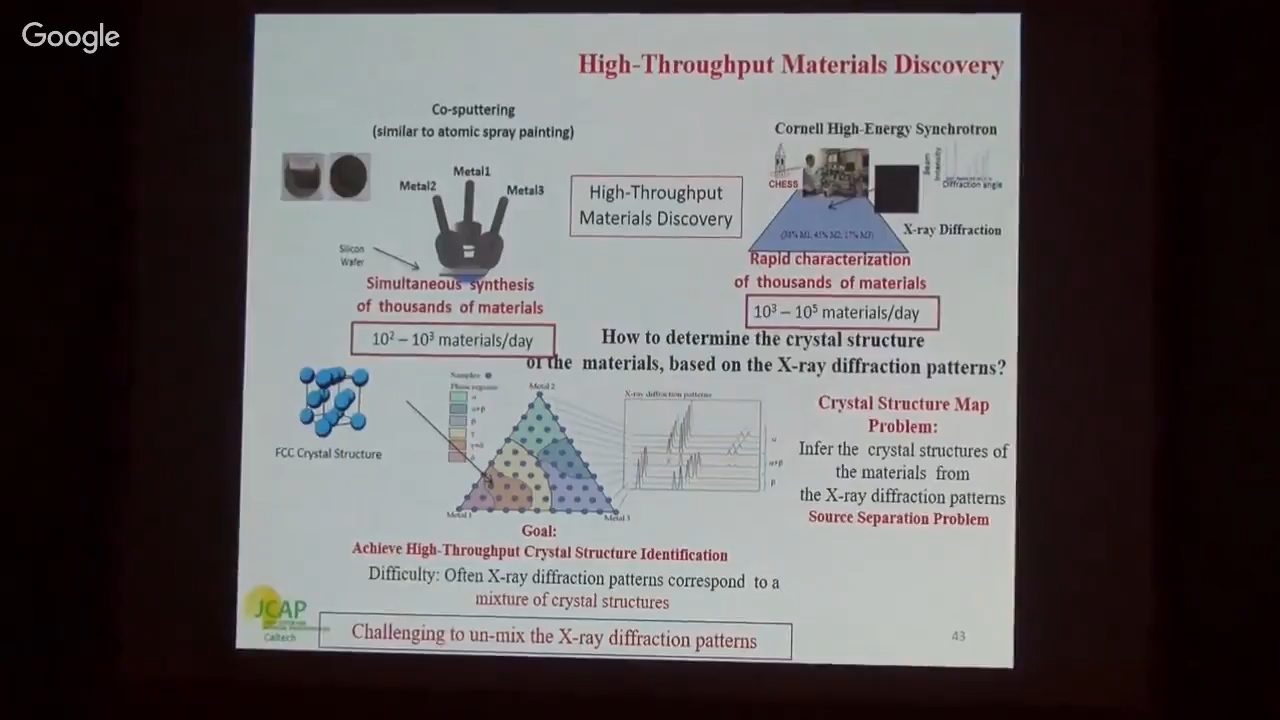 Google
High-Throughput Materials Discovery
Co-sputtering
(similar to atomic spray painting)
Metal1
Metal2
Metal3
Silicon
Wafer
Simultaneous synthesis
of thousands of materials
10² – 10³ materials/day
High-Throughput
Materials Discovery
Cornell High-Energy Synchrotron
CHESS
Beam
Intensity
Diffraction angle
X-ray Diffraction
Rapid characterization
of thousands of materials
10³ – 10⁵ materials/day
How to determine the crystal structure
of the materials, based on the X-ray diffraction patterns?
FCC Crystal Structure
Samples
Phase regions
α
α+β
β
γ
Metal 2
Metal 1
Metal 3
X-ray diffraction patterns
α
α+β
β
Crystal Structure Map
Problem:
Infer the crystal structures of
the materials from
the X-ray diffraction patterns
Source Separation Problem
Goal:
Achieve High-Throughput Crystal Structure Identification
Difficulty: Often X-ray diffraction patterns correspond to a
mixture of crystal structures
Challenging to un-mix the X-ray diffraction patterns
JCAP
Caltech
43